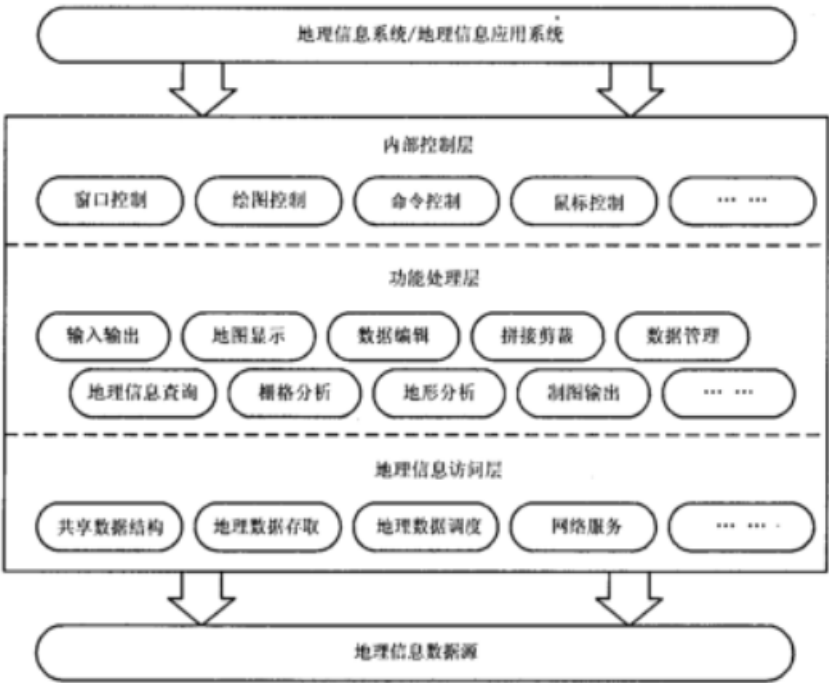 地理信息系统/地理信息应用系统
内部控制层
窗口控制 绘图控制 命令控制 鼠标控制 … …
功能处理层
输入输出 地图显示 数据编辑 拼接剪裁 数据管理
地理信息查询 栅格分析 地形分析 制图输出 … …
地理信息访问层
共享数据结构 地理数据存取 地理数据调度 网络服务 … …
地理信息数据源